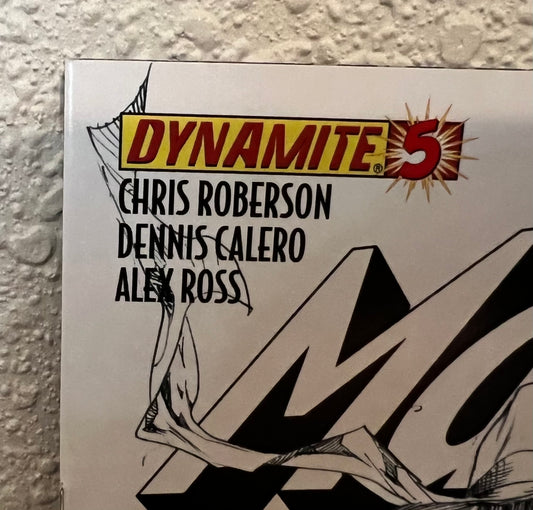 DYNAMITE® 5
CHRIS ROBERSON
DENNIS CALERO
ALEX ROSS